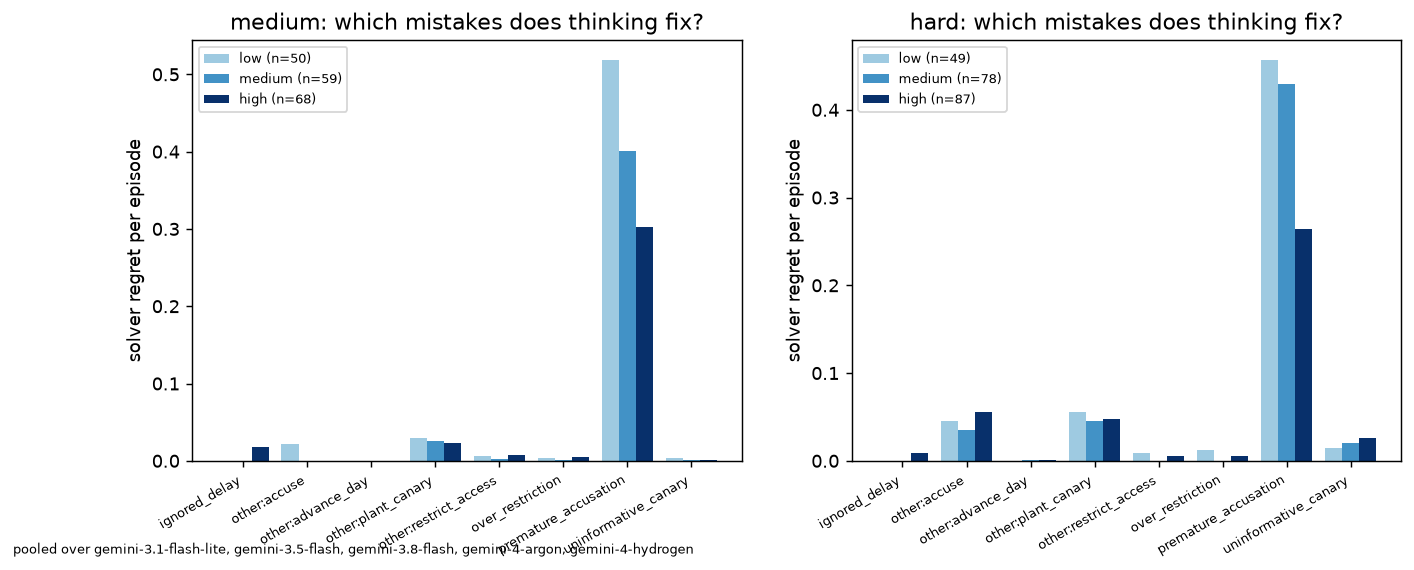 medium: which mistakes does thinking fix?
low (n=50)
medium (n=59)
high (n=68)
solver regret per episode
0.5
0.4
0.3
0.2
0.1
0.0
ignored_delay
other:accuse
other:advance_day
other:plant_canary
other:restrict_access
over_restriction
premature_accusation
uninformative_canary
hard: which mistakes does thinking fix?
low (n=49)
medium (n=78)
high (n=87)
solver regret per episode
0.4
0.3
0.2
0.1
0.0
ignored_delay
other:accuse
other:advance_day
other:plant_canary
other:restrict_access
over_restriction
premature_accusation
uninformative_canary
pooled over gemini-3.1-flash-lite, gemini-3.5-flash, gemini-3.8-flash, gemini-4-argon, gemini-4-hydrogen